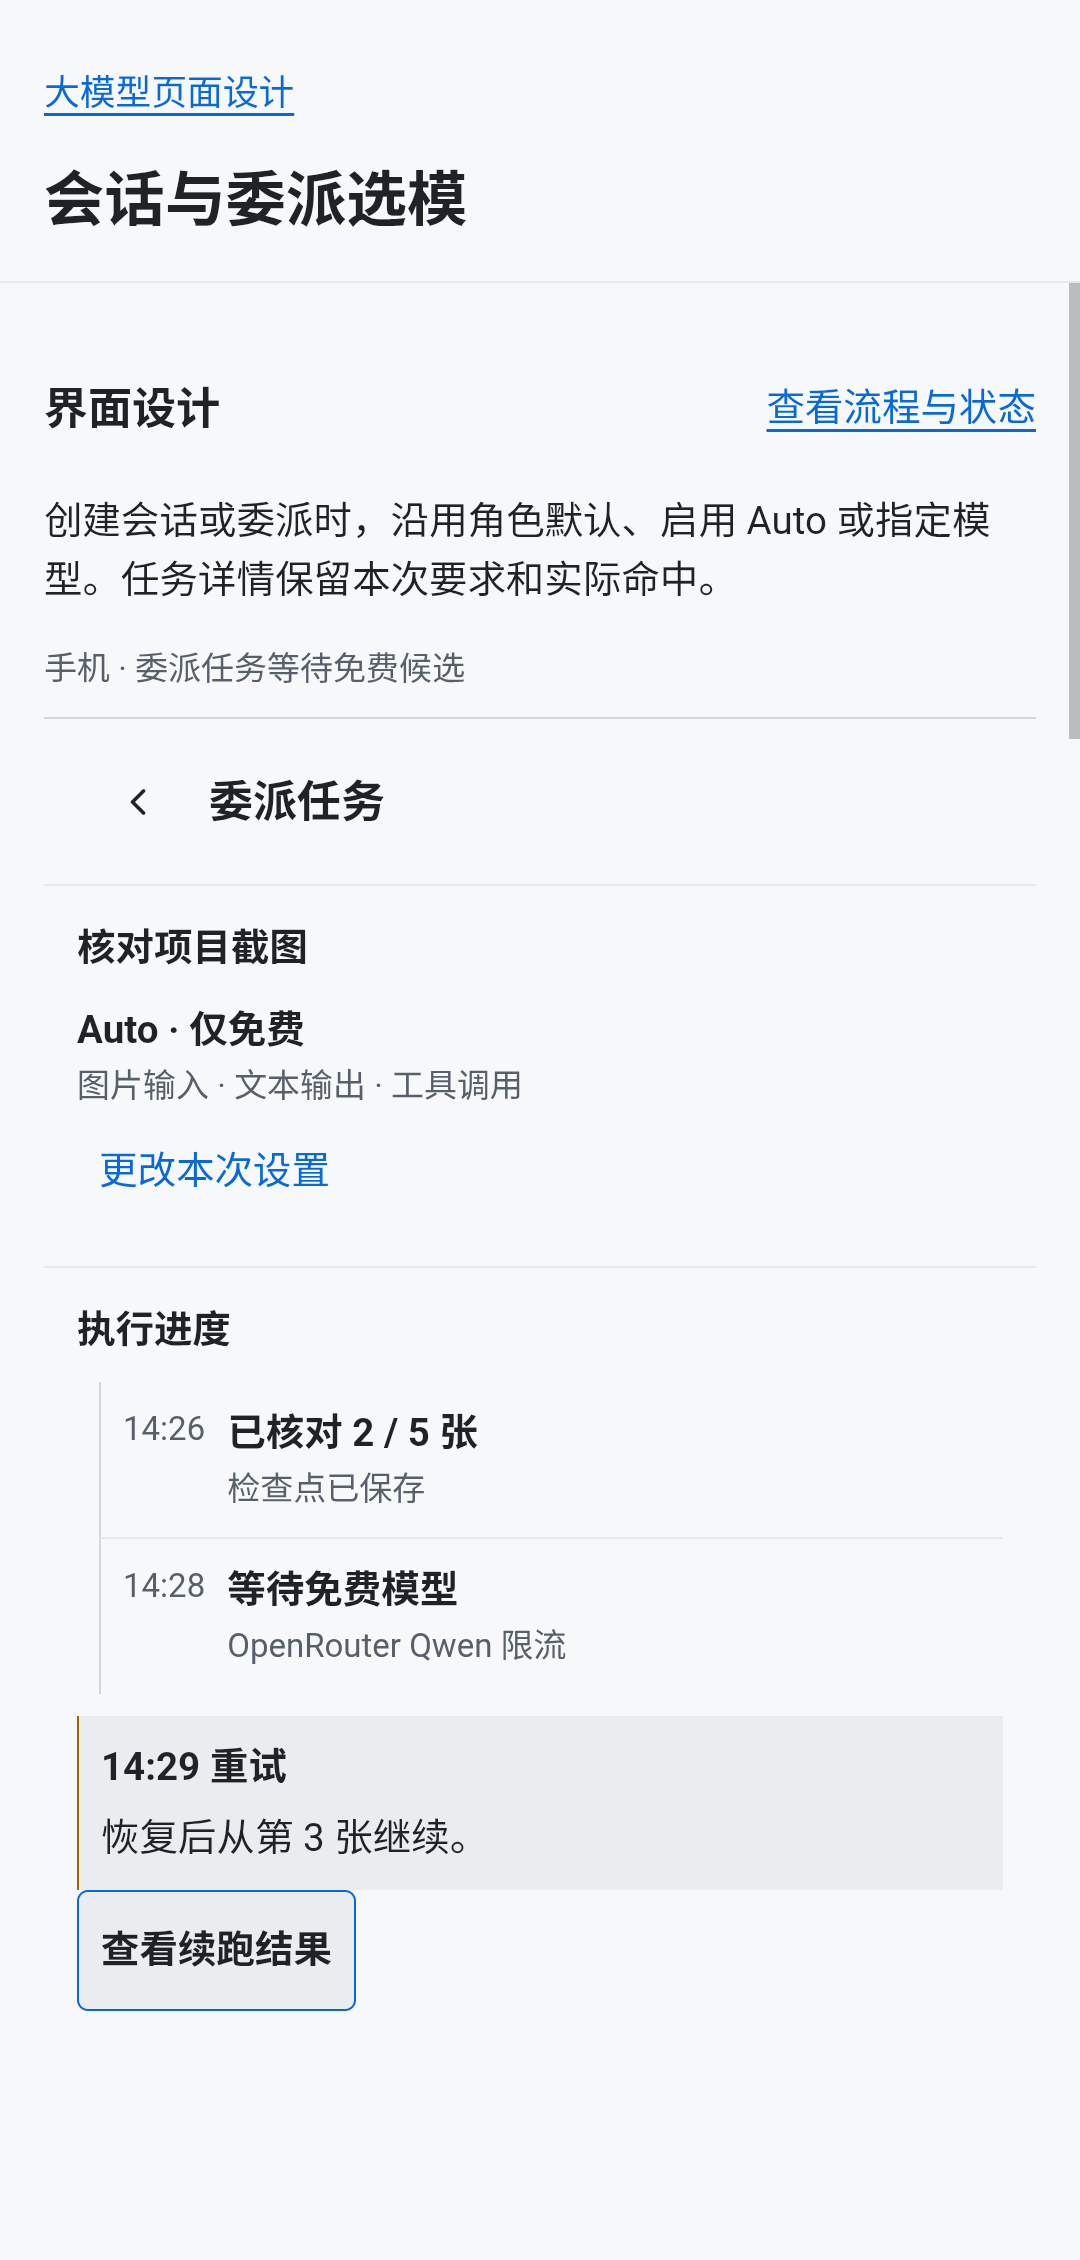 大模型页面设计
会话与委派选模
界面设计
查看流程与状态
创建会话或委派时，沿用角色默认、启用 Auto 或指定模
型。任务详情保留本次要求和实际命中。
手机 · 委派任务等待免费候选
委派任务
核对项目截图
Auto · 仅免费
图片输入 · 文本输出 · 工具调用
更改本次设置
执行进度
14:26 已核对 2 / 5 张
检查点已保存
14:28 等待免费模型
OpenRouter Qwen 限流
14:29 重试
恢复后从第 3 张继续。
查看续跑结果